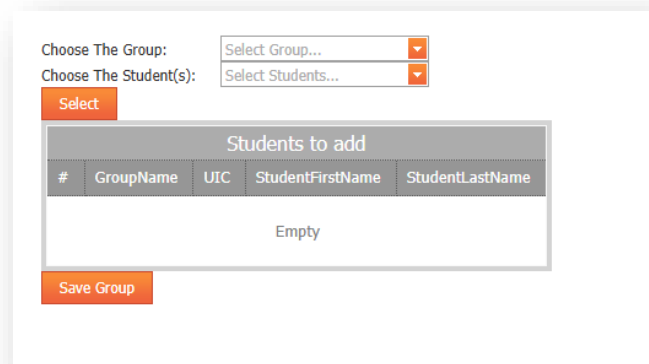 Choose The Group: Select Group...
Choose The Student(s): Select Students...
Select
Students to add
# GroupName UIC StudentFirstName StudentLastName
Empty
Save Group